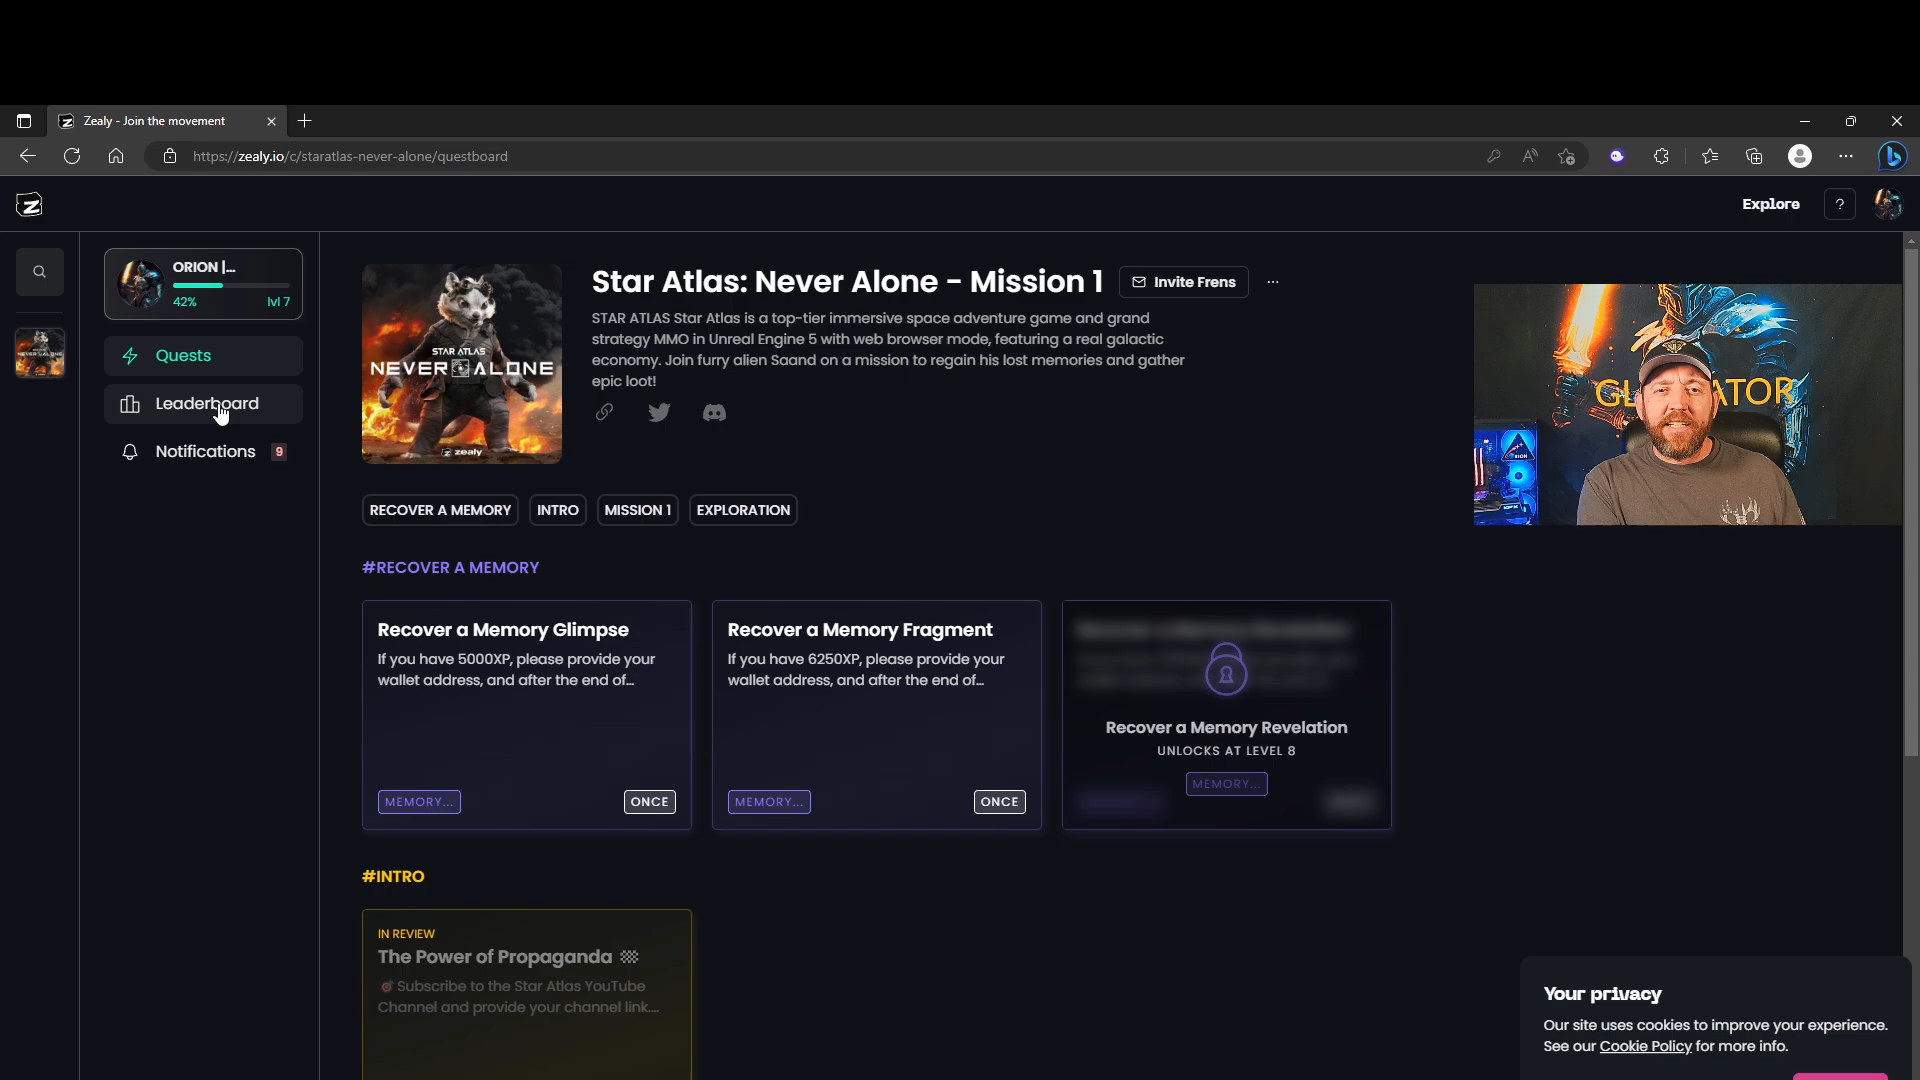 Zealy - Join the movement
https://zealy.io/c/staratlas-never-alone/questboard
Explore
?
ORION |...
42%
lvl 7
Quests
Leaderboard
Notifications 9
STAR ATLAS
NEVER ALONE
zealy
Star Atlas: Never Alone - Mission 1
Invite Frens
...
STAR ATLAS Star Atlas is a top-tier immersive space adventure game and grand
strategy MMO in Unreal Engine 5 with web browser mode, featuring a real galactic
economy. Join furry alien Saand on a mission to regain his lost memories and gather
epic loot!
RECOVER A MEMORY
INTRO
MISSION 1
EXPLORATION
#RECOVER A MEMORY
Recover a Memory Glimpse
If you have 5000XP, please provide your
wallet address, and after the end of...
MEMORY...
ONCE
Recover a Memory Fragment
If you have 6250XP, please provide your
wallet address, and after the end of...
MEMORY...
ONCE
Recover a Memory Revelation
UNLOCKS AT LEVEL 8
MEMORY...
#INTRO
IN REVIEW
The Power of Propaganda
Subscribe to the Star Atlas YouTube
Channel and provide your channel link...
Your privacy
Our site uses cookies to improve your experience.
See our Cookie Policy for more info.